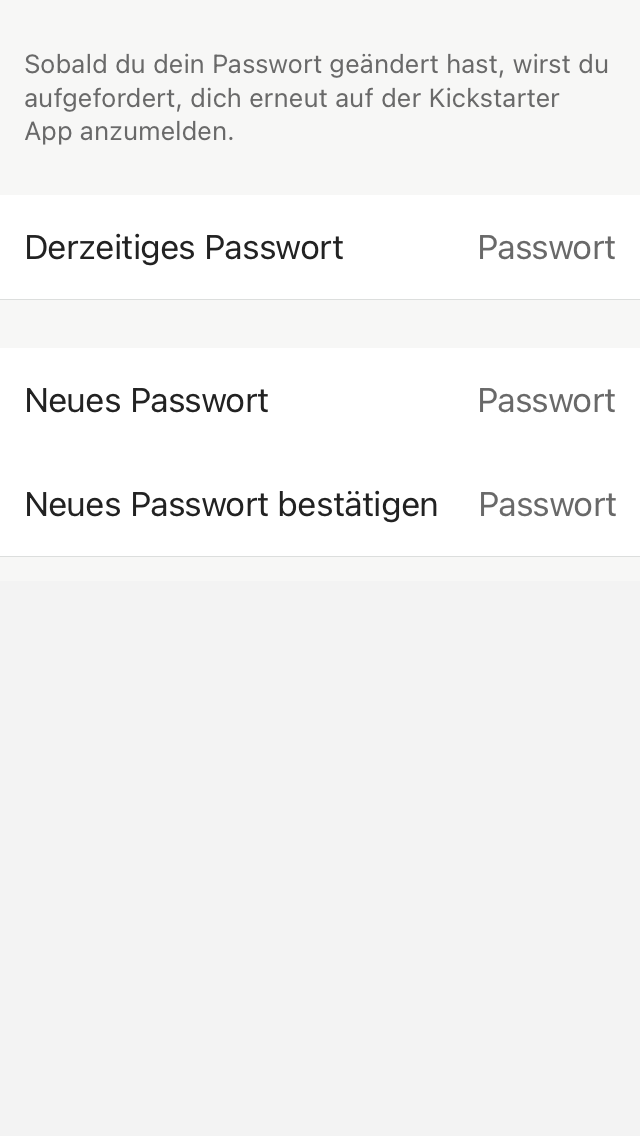 Sobald du dein Passwort geändert hast, wirst du
aufgefordert, dich erneut auf der Kickstarter
App anzumelden.
Derzeitiges Passwort Passwort
Neues Passwort Passwort
Neues Passwort bestätigen Passwort